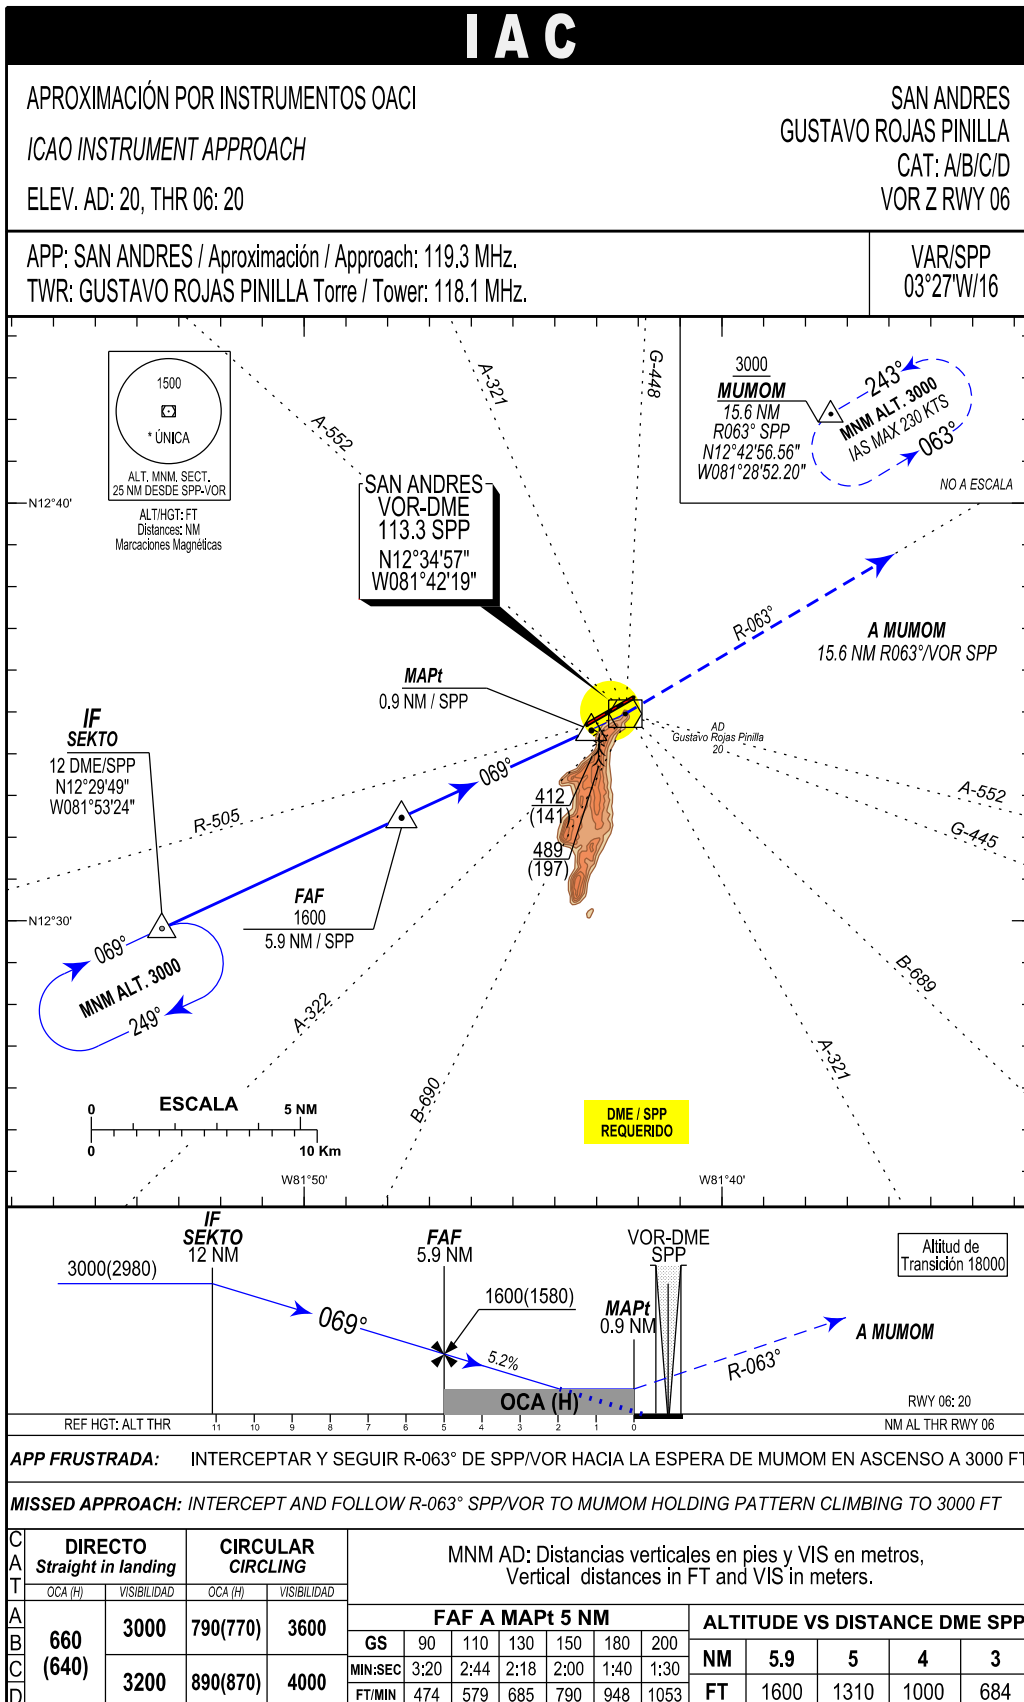 IAC
APROXIMACIÓN POR INSTRUMENTOS OACI
ICAO INSTRUMENT APPROACH
ELEV. AD: 20, THR 06: 20
SAN ANDRES
GUSTAVO ROJAS PINILLA
CAT: A/B/C/D
VOR Z RWY 06
APP: SAN ANDRES / Aproximación / Approach: 119.3 MHz.
TWR: GUSTAVO ROJAS PINILLA Torre / Tower: 118.1 MHz.
VAR/SPP
03°27'W/16
1500
* ÚNICA
ALT. MNM. SECT.
25 NM DESDE SPP-VOR
ALT/HGT: FT
Distances: NM
Marcaciones Magnéticas
A-552
A-321
G-448
3000
MUMOM
15.6 NM
R063° SPP
N12°42'56.56"
W081°28'52.20"
243°
MNM ALT. 3000
IAS MAX 230 KTS
063°
NO A ESCALA
N12°40'
SAN ANDRES
VOR-DME
113.3 SPP
N12°34'57"
W081°42'19"
R-063°
A MUMOM
15.6 NM R063°/VOR SPP
MAPt
0.9 NM / SPP
IF
SEKTO
12 DME/SPP
N12°29'49"
W081°53'24"
AD
Gustavo Rojas Pinilla
20
069°
R-505
412
(141)
489
(197)
A-552
G-445
FAF
1600
5.9 NM / SPP
N12°30'
069°
MNM ALT. 3000
249°
A-322
B-690
B-689
A-321
ESCALA
0
5 NM
0
10 Km
DME / SPP
REQUERIDO
W81°50'
W81°40'
IF
SEKTO
12 NM
FAF
5.9 NM
VOR-DME
SPP
Altitud de
Transición 18000
3000(2980)
069°
1600(1580)
5.2%
MAPt
0.9 NM
A MUMOM
R-063°
OCA (H)
RWY 06: 20
REF HGT: ALT THR
11 10 9 8 7 6 5 4 3 2 1 0
NM AL THR RWY 06
APP FRUSTRADA: INTERCEPTAR Y SEGUIR R-063° DE SPP/VOR HACIA LA ESPERA DE MUMOM EN ASCENSO A 3000 FT
MISSED APPROACH: INTERCEPT AND FOLLOW R-063° SPP/VOR TO MUMOM HOLDING PATTERN CLIMBING TO 3000 FT
CAT
DIRECTO
Straight in landing
CIRCULAR
CIRCLING
OCA (H) VISIBILIDAD OCA (H) VISIBILIDAD
A
B
C
D
660
(640)
3000 790(770) 3600
3200 890(870) 4000
MNM AD: Distancias verticales en pies y VIS en metros,
Vertical distances in FT and VIS in meters.
FAF A MAPt 5 NM
GS 90 110 130 150 180 200
MIN:SEC 3:20 2:44 2:18 2:00 1:40 1:30
FT/MIN 474 579 685 790 948 1053
ALTITUDE VS DISTANCE DME SPP
NM 5.9 5 4 3
FT 1600 1310 1000 684